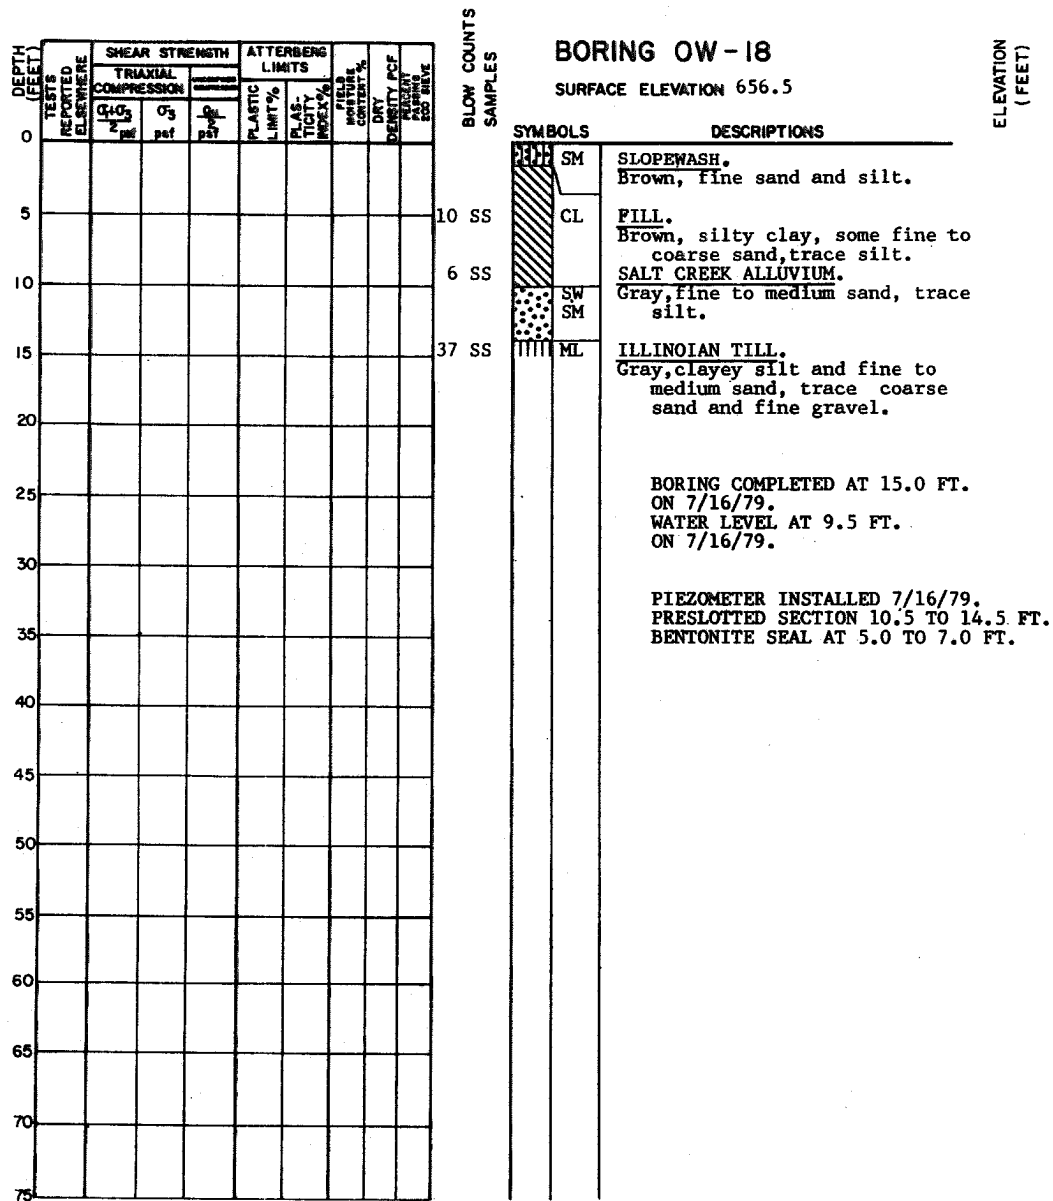 BORING OW-18
SURFACE ELEVATION 656.5
DEPTH (FEET)
TESTS REPORTED ELSEWHERE
SHEAR STRENGTH
TRIAXIAL COMPRESSION
psf
σ3 psf
psf
ATTERBERG LIMITS
PLASTIC LIMIT %
PLAS-TICITY INDEX %
FIELD MOISTURE CONTENT %
DRY DENSITY PCF
PERCENT PASSING 200 SIEVE
BLOW COUNTS
SAMPLES
SYMBOLS
DESCRIPTIONS
ELEVATION (FEET)
0
SM SLOPEWASH.
Brown, fine sand and silt.
5 10 SS CL FILL.
Brown, silty clay, some fine to
coarse sand,trace silt.
6 SS SALT CREEK ALLUVIUM.
10 SW Gray,fine to medium sand, trace
SM silt.
15 37 SS ML ILLINOIAN TILL.
Gray,clayey silt and fine to
medium sand, trace coarse
sand and fine gravel.
20
25
BORING COMPLETED AT 15.0 FT.
ON 7/16/79.
WATER LEVEL AT 9.5 FT.
ON 7/16/79.
30
PIEZOMETER INSTALLED 7/16/79.
PRESLOTTED SECTION 10.5 TO 14.5 FT.
35 BENTONITE SEAL AT 5.0 TO 7.0 FT.
40
45
50
55
60
65
70
75